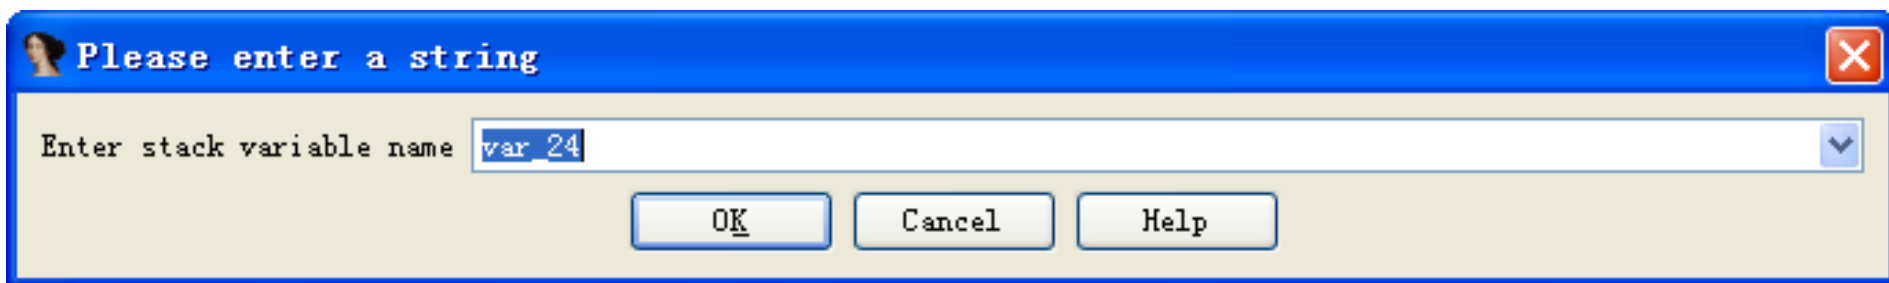 Please enter a string
Enter stack variable name var_24
OK Cancel Help